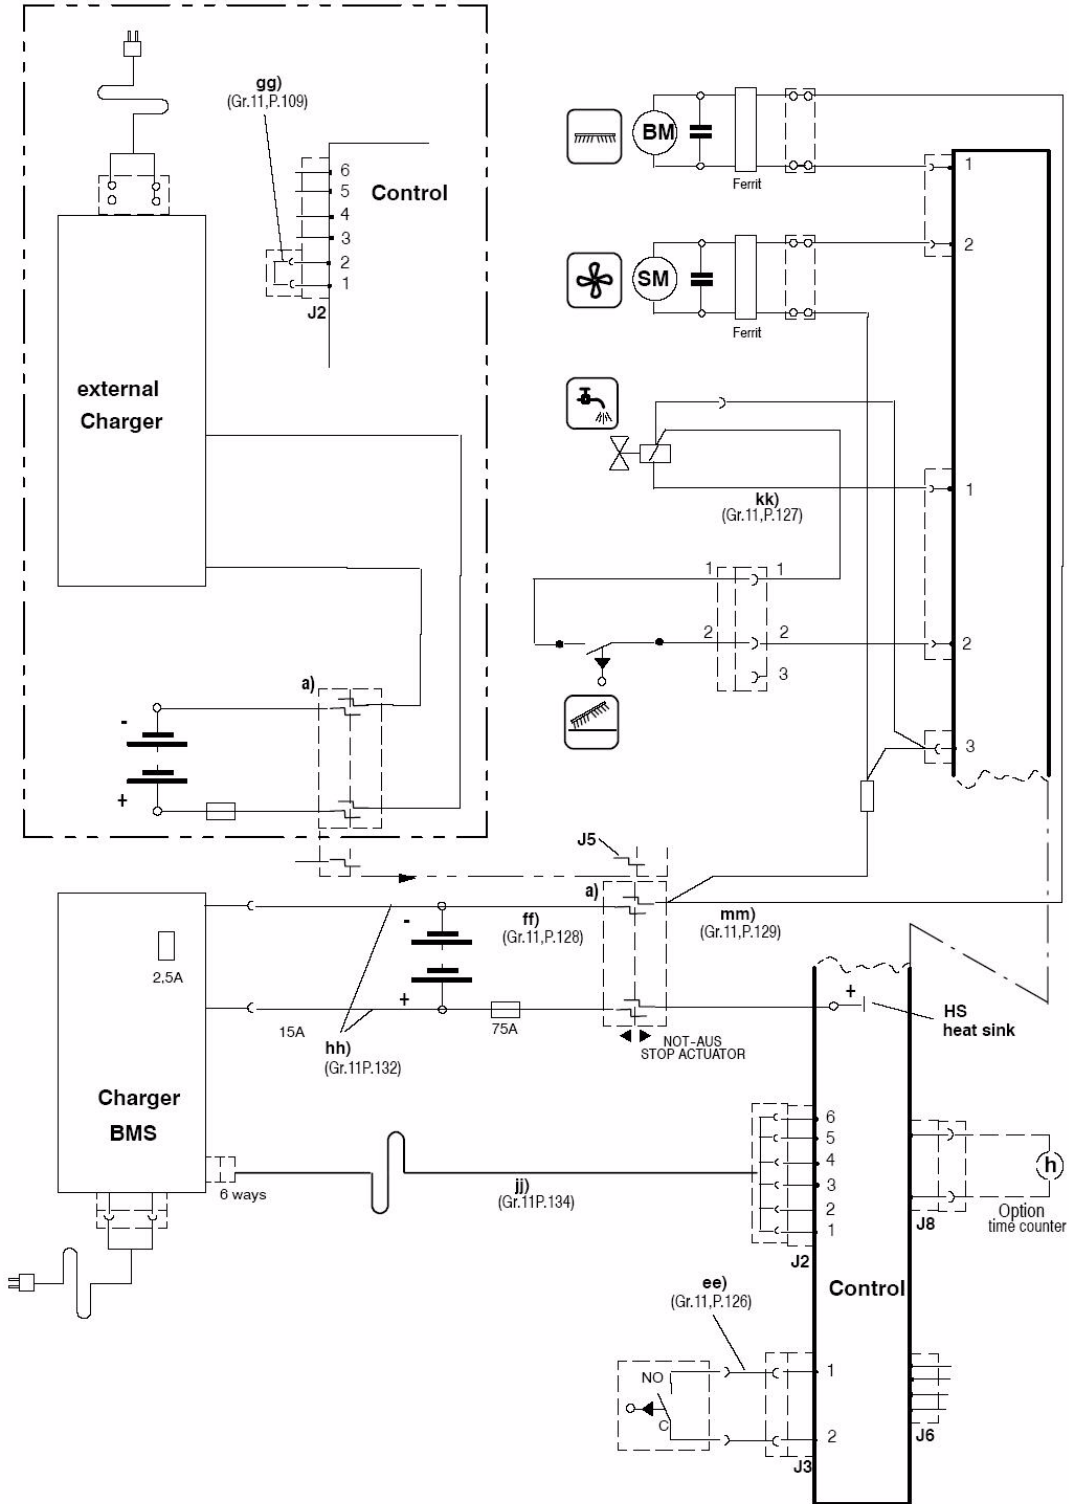 gg)
(Gr.11,P.109)
6
5
4
3
2
1
Control
J2
external
Charger
a)
-
+
BM
Ferrit
1
2
SM
Ferrit
kk)
(Gr.11,P.127)
1
1 1
2 2
3
2
3
J5
a)
-
ff)
(Gr.11,P.128)
mm)
(Gr.11,P.129)
2,5A
+
15A
75A
hh)
(Gr.11P.132)
NOT-AUS
STOP ACTUATOR
+
HS
heat sink
Charger
BMS
6 ways
jj)
(Gr.11P.134)
6
5
4
3
2
1
J2
h
Option
time counter
J8
Control
ee)
(Gr.11,P.126)
NO
C
1
2
J3
J6